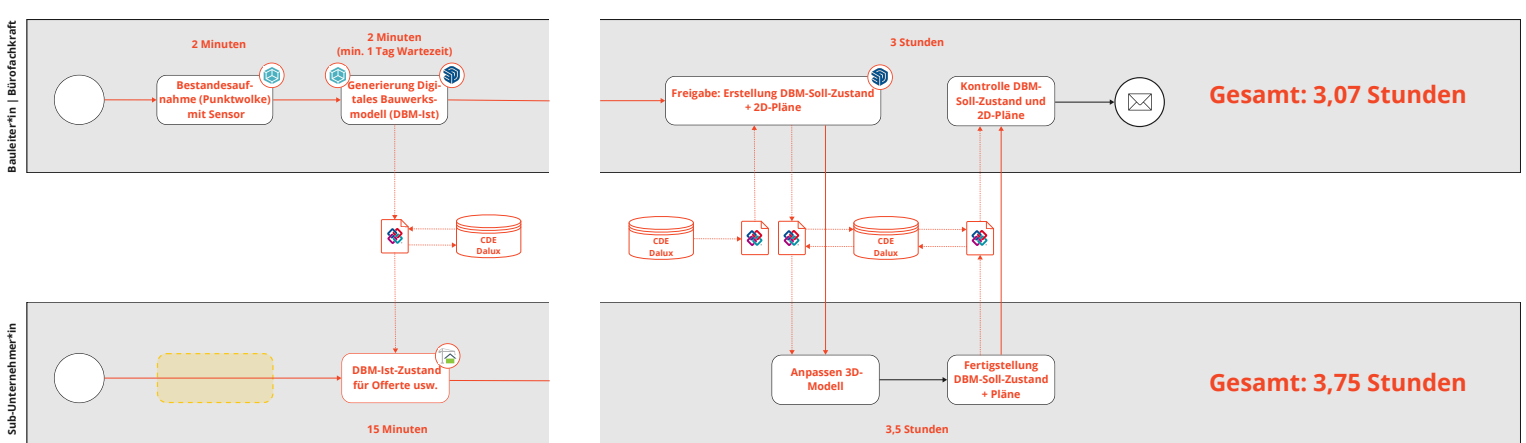 Bauleiter*in | Bürofachkraft
2 Minuten
2 Minuten
(min. 1 Tag Wartezeit)
Bestandesauf-
nahme (Punktwolke)
mit Sensor
Generierung Digi-
tales Bauwerks-
modell (DBM-Ist)
3 Stunden
Freigabe: Erstellung DBM-Soll-Zustand
+ 2D-Pläne
Kontrolle DBM-
Soll-Zustand und
2D-Pläne
Gesamt: 3,07 Stunden
CDE
Dalux
CDE
Dalux
CDE
Dalux
Sub-Unternehmer*in
DBM-Ist-Zustand
für Offerte usw.
15 Minuten
Anpassen 3D-
Modell
Fertigstellung
DBM-Soll-Zustand
+ Pläne
3,5 Stunden
Gesamt: 3,75 Stunden